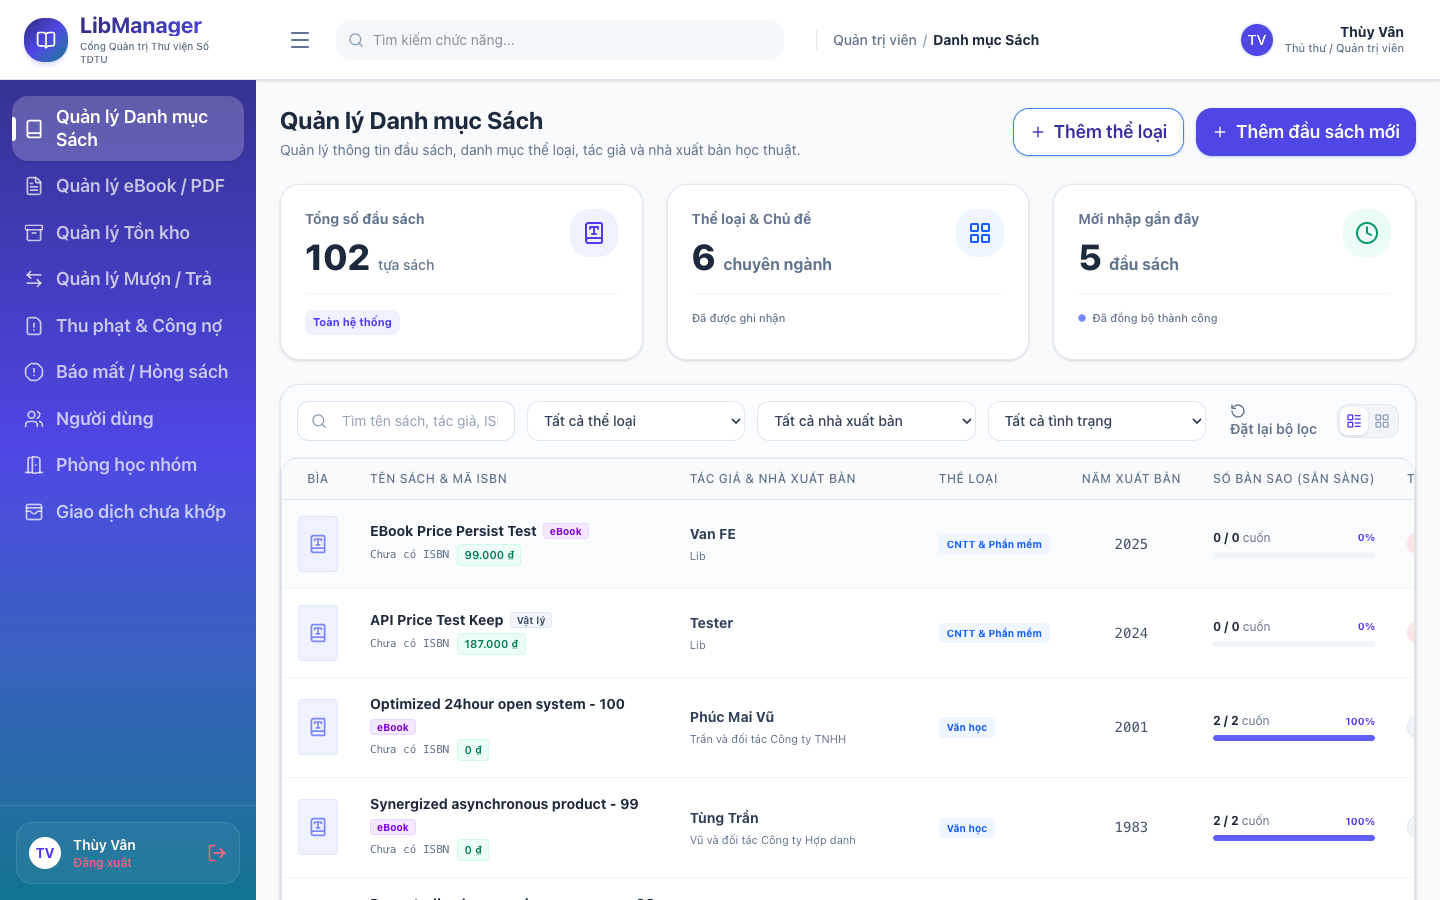 LibManager
Cổng Quản trị Thư viện Số
TDTU
Tìm kiếm chức năng...
Quản trị viên / Danh mục Sách
TV
Thùy Vân
Thủ thư / Quản trị viên
Quản lý Danh mục
Sách
Quản lý eBook / PDF
Quản lý Tồn kho
Quản lý Mượn / Trả
Thu phạt & Công nợ
Báo mất / Hỏng sách
Người dùng
Phòng học nhóm
Giao dịch chưa khớp
TV
Thùy Vân
Đăng xuất
Quản lý Danh mục Sách
Quản lý thông tin đầu sách, danh mục thể loại, tác giả và nhà xuất bản học thuật.
+ Thêm thể loại
+ Thêm đầu sách mới
Tổng số đầu sách
102 tựa sách
Toàn hệ thống
Thể loại & Chủ đề
6 chuyên ngành
Đã được ghi nhận
Mới nhập gần đây
5 đầu sách
Đã đồng bộ thành công
Tìm tên sách, tác giả, IS
Tất cả thể loại
Tất cả nhà xuất bản
Tất cả tình trạng
Đặt lại bộ lọc
BÌA TÊN SÁCH & MÃ ISBN TÁC GIẢ & NHÀ XUẤT BẢN THỂ LOẠI NĂM XUẤT BẢN SỐ BẢN SAO (SẴN SÀNG) T
EBook Price Persist Test eBook
Chưa có ISBN 99.000 ₫
Van FE
Lib
CNTT & Phần mềm
2025
0 / 0 cuốn 0%
API Price Test Keep Vật lý
Chưa có ISBN 187.000 ₫
Tester
Lib
CNTT & Phần mềm
2024
0 / 0 cuốn 0%
Optimized 24hour open system - 100
eBook
Chưa có ISBN 0 ₫
Phúc Mai Vũ
Trần và đối tác Công ty TNHH
Văn học
2001
2 / 2 cuốn 100%
Synergized asynchronous product - 99
eBook
Chưa có ISBN 0 ₫
Tùng Trần
Vũ và đối tác Công ty Hợp danh
Văn học
1983
2 / 2 cuốn 100%